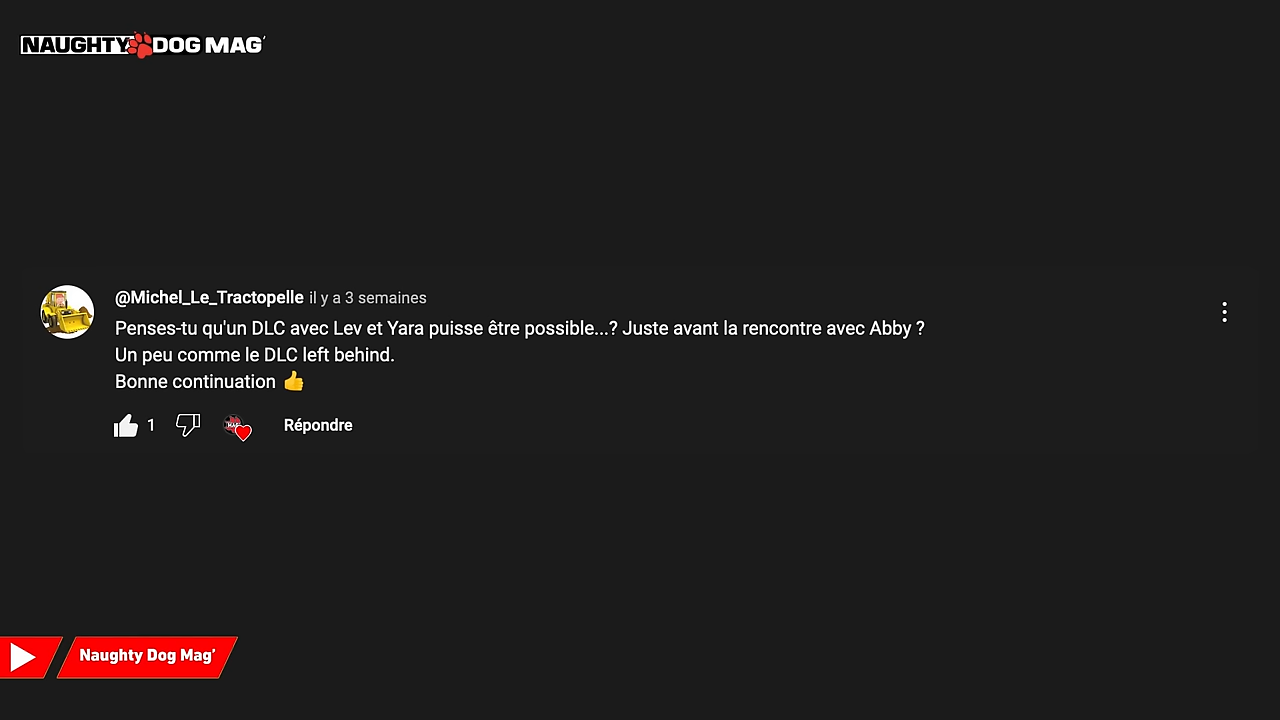 NAUGHTY DOG MAG'
@Michel_Le_Tractopelle il y a 3 semaines
Penses-tu qu'un DLC avec Lev et Yara puisse être possible...? Juste avant la rencontre avec Abby ?
Un peu comme le DLC left behind.
Bonne continuation 👍
1 Répondre
Naughty Dog Mag'